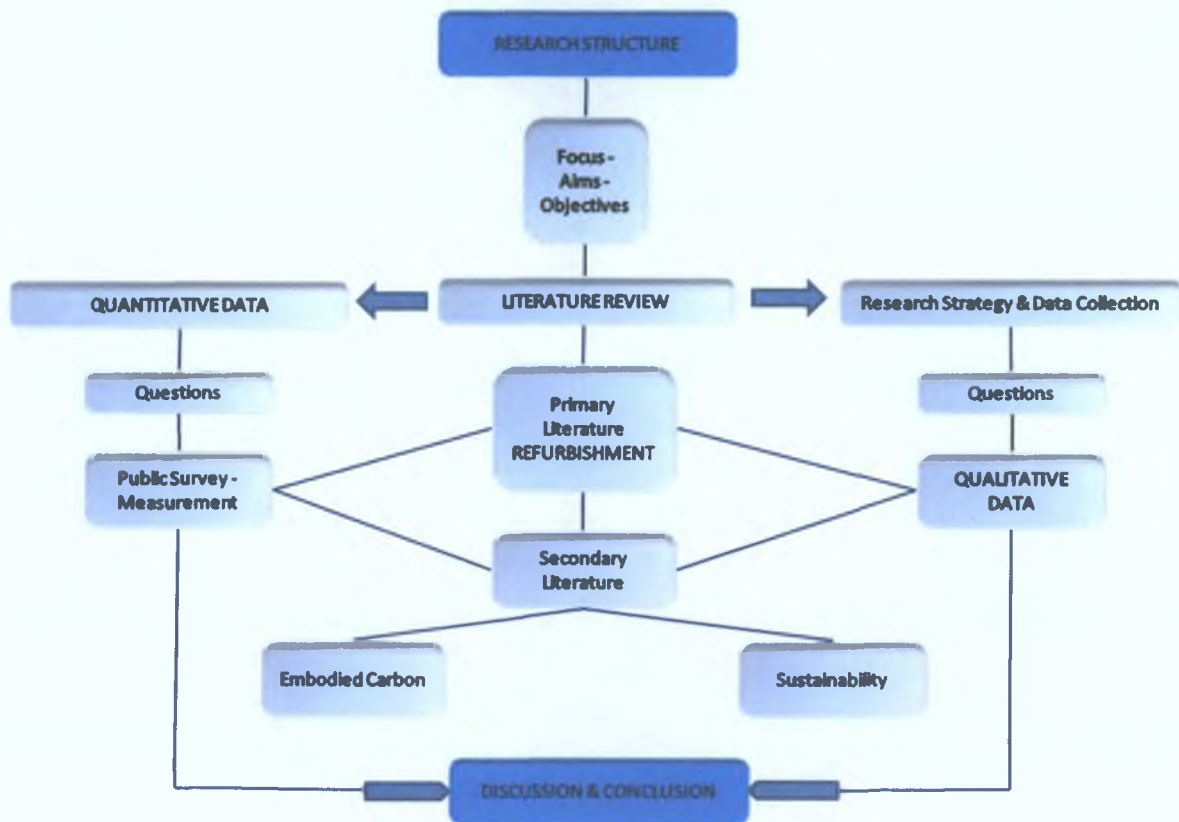 RESEARCH STRUCTURE
Focus -
Aims -
Objectives
QUANTITATIVE DATA
LITERATURE REVIEW
Research Strategy & Data Collection
Questions
Questions
Primary
Literature
REFURBISHMENT
Public Survey -
Measurement
QUALITATIVE
DATA
Secondary
Literature
Embodied Carbon
Sustainability
DISCUSSION & CONCLUSION